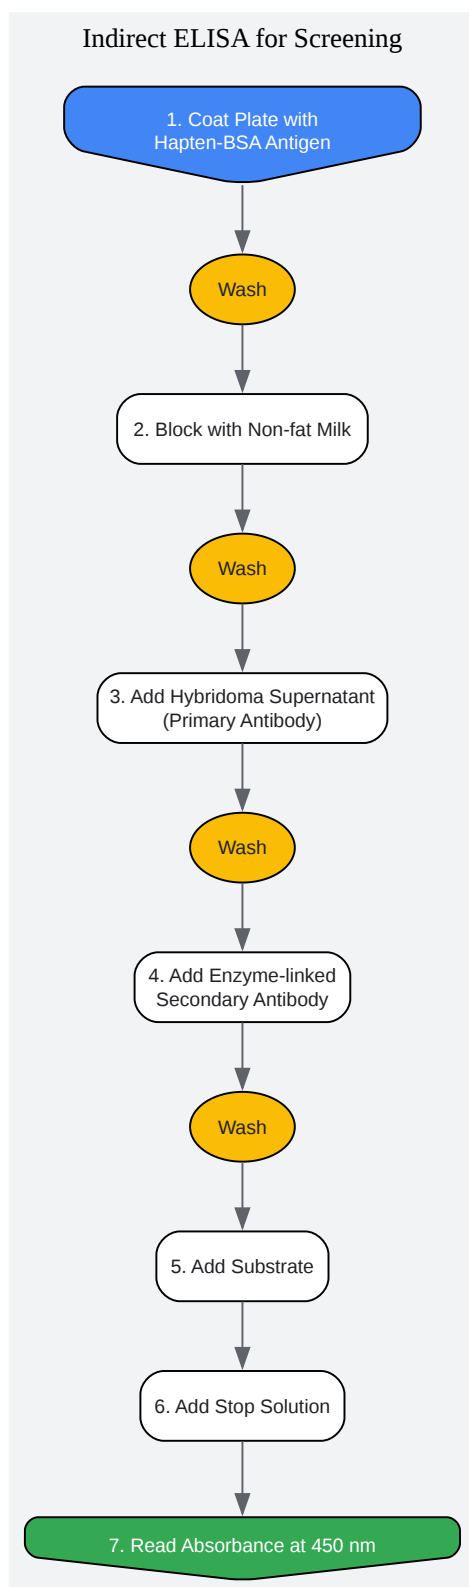 Indirect ELISA for Screening
1. Coat Plate with
Hapten-BSA Antigen
Wash
2. Block with Non-fat Milk
Wash
3. Add Hybridoma Supernatant
(Primary Antibody)
Wash
4. Add Enzyme-linked
Secondary Antibody
Wash
5. Add Substrate
6. Add Stop Solution
7. Read Absorbance at 450 nm